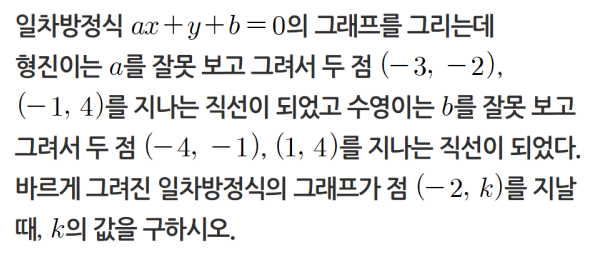 일차방정식 ax+y+b=0의 그래프를 그리는데
형진이는 a를 잘못 보고 그려서 두 점 (−3, −2),
(−1, 4)를 지나는 직선이 되었고 수영이는 b를 잘못 보고
그려서 두 점 (−4, −1), (1, 4)를 지나는 직선이 되었다.
바르게 그려진 일차방정식의 그래프가 점 (−2, k)를 지날
때, k의 값을 구하시오.